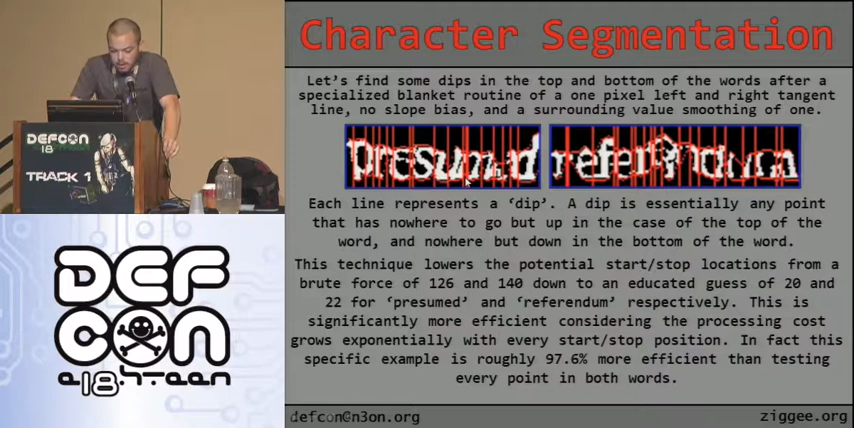 Character Segmentation
Let's find some dips in the top and bottom of the words after a
specialized blanket routine of a one pixel left and right tangent
line, no slope bias, and a surrounding value smoothing of one.
presumed referendum
Each line represents a 'dip'. A dip is essentially any point
that has nowhere to go but up in the case of the top of the
word, and nowhere but down in the bottom of the word.
This technique lowers the potential start/stop locations from a
brute force of 126 and 140 down to an educated guess of 20 and
22 for 'presumed' and 'referendum' respectively. This is
significantly more efficient considering the processing cost
grows exponentially with every start/stop position. In fact this
specific example is roughly 97.6% more efficient than testing
every point in both words.
defcon@n3on.org
ziggee.org
DEFCON
18
TRACK 1
DEF
CON
e18hteen